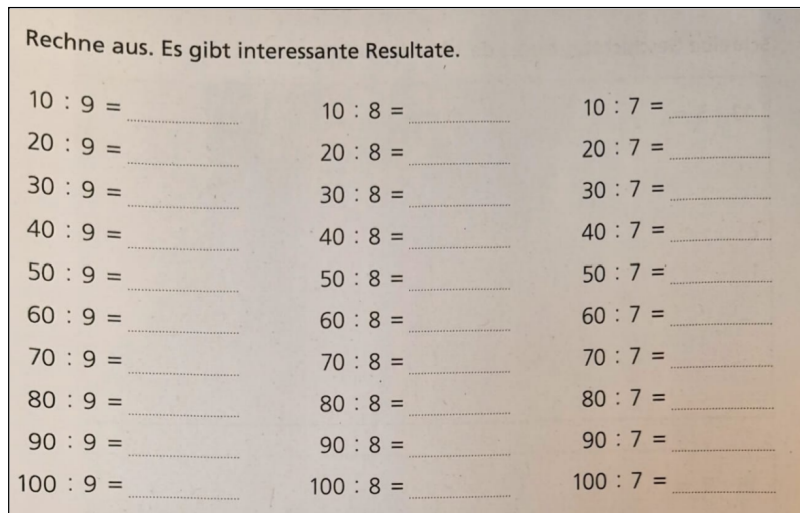 Rechne aus. Es gibt interessante Resultate.
10 : 9 = 10 : 8 = 10 : 7 =
20 : 9 = 20 : 8 = 20 : 7 =
30 : 9 = 30 : 8 = 30 : 7 =
40 : 9 = 40 : 8 = 40 : 7 =
50 : 9 = 50 : 8 = 50 : 7 =
60 : 9 = 60 : 8 = 60 : 7 =
70 : 9 = 70 : 8 = 70 : 7 =
80 : 9 = 80 : 8 = 80 : 7 =
90 : 9 = 90 : 8 = 90 : 7 =
100 : 9 = 100 : 8 = 100 : 7 =